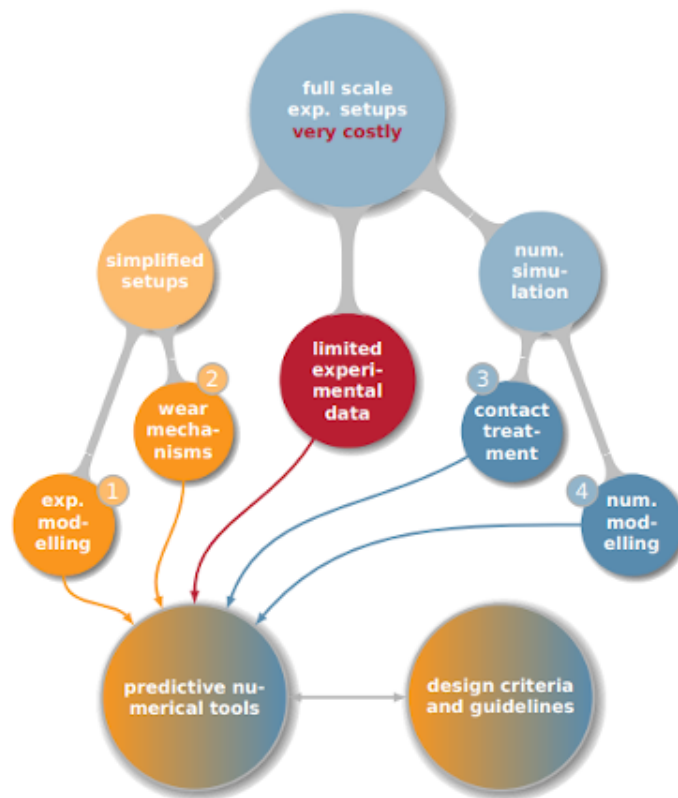 full scale
exp. setups
very costly
simplified
setups
num.
simu-
lation
limited
experi-
mental
data
2
wear
mecha-
nisms
3
contact
treat-
ment
1
exp.
mod-
elling
4
num.
mod-
elling
predictive nu-
merical tools
design criteria
and guidelines